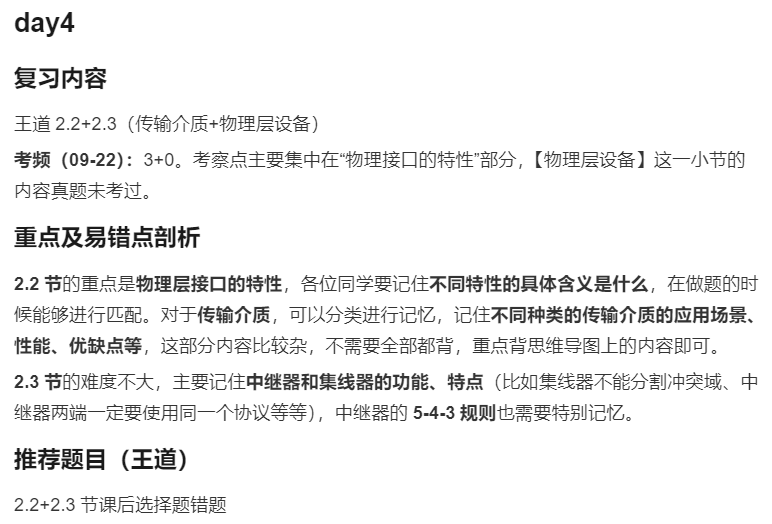 day4
复习内容
王道 2.2+2.3（传输介质+物理层设备）
考频（09-22）：3+0。考察点主要集中在“物理接口的特性”部分，【物理层设备】这一小节的
内容真题未考过。
重点及易错点剖析
2.2 节的重点是物理层接口的特性，各位同学要记住不同特性的具体含义是什么，在做题的时
候能够进行匹配。对于传输介质，可以分类进行记忆，记住不同种类的传输介质的应用场景、
性能、优缺点等，这部分内容比较杂，不需要全部都背，重点背思维导图上的内容即可。
2.3 节的难度不大，主要记住中继器和集线器的功能、特点（比如集线器不能分割冲突域、中
继器两端一定要使用同一个协议等等），中继器的 5-4-3 规则也需要特别记忆。
推荐题目（王道）
2.2+2.3 节课后选择题错题